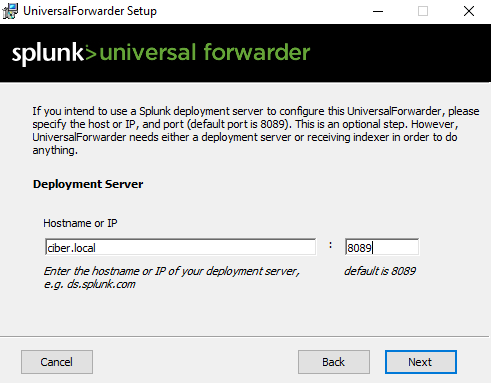 UniversalForwarder Setup
splunk> universal forwarder
If you intend to use a Splunk deployment server to configure this UniversalForwarder, please
specify the host or IP, and port (default port is 8089). This is an optional step. However,
UniversalForwarder needs either a deployment server or receiving indexer in order to do
anything.
Deployment Server
Hostname or IP
ciber.local : 8089
Enter the hostname or IP of your deployment server, default is 8089
e.g. ds.splunk.com
Cancel Back Next